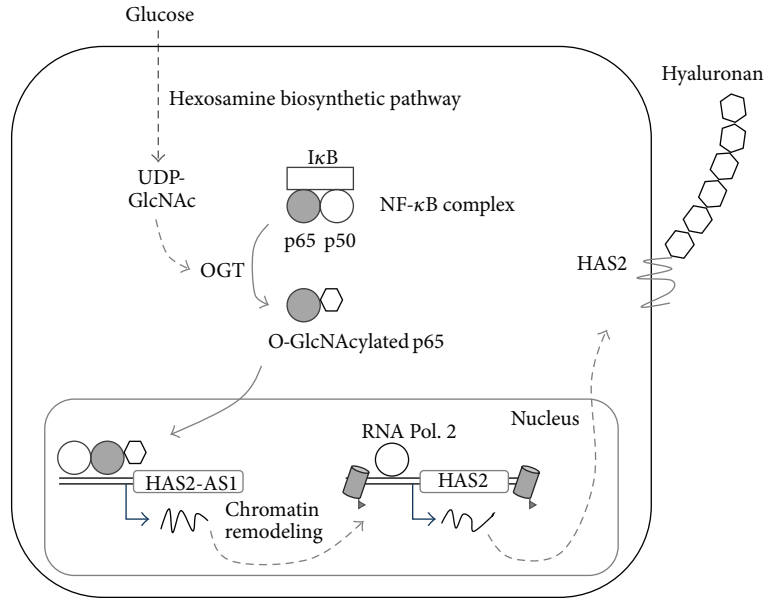 Glucose
Hyaluronan
Hexosamine biosynthetic pathway
UDP-
GlcNAc
IκB
NF-κB complex
p65 p50
OGT
HAS2
O-GlcNAcylated p65
Nucleus
RNA Pol. 2
HAS2-AS1
HAS2
Chromatin
remodeling